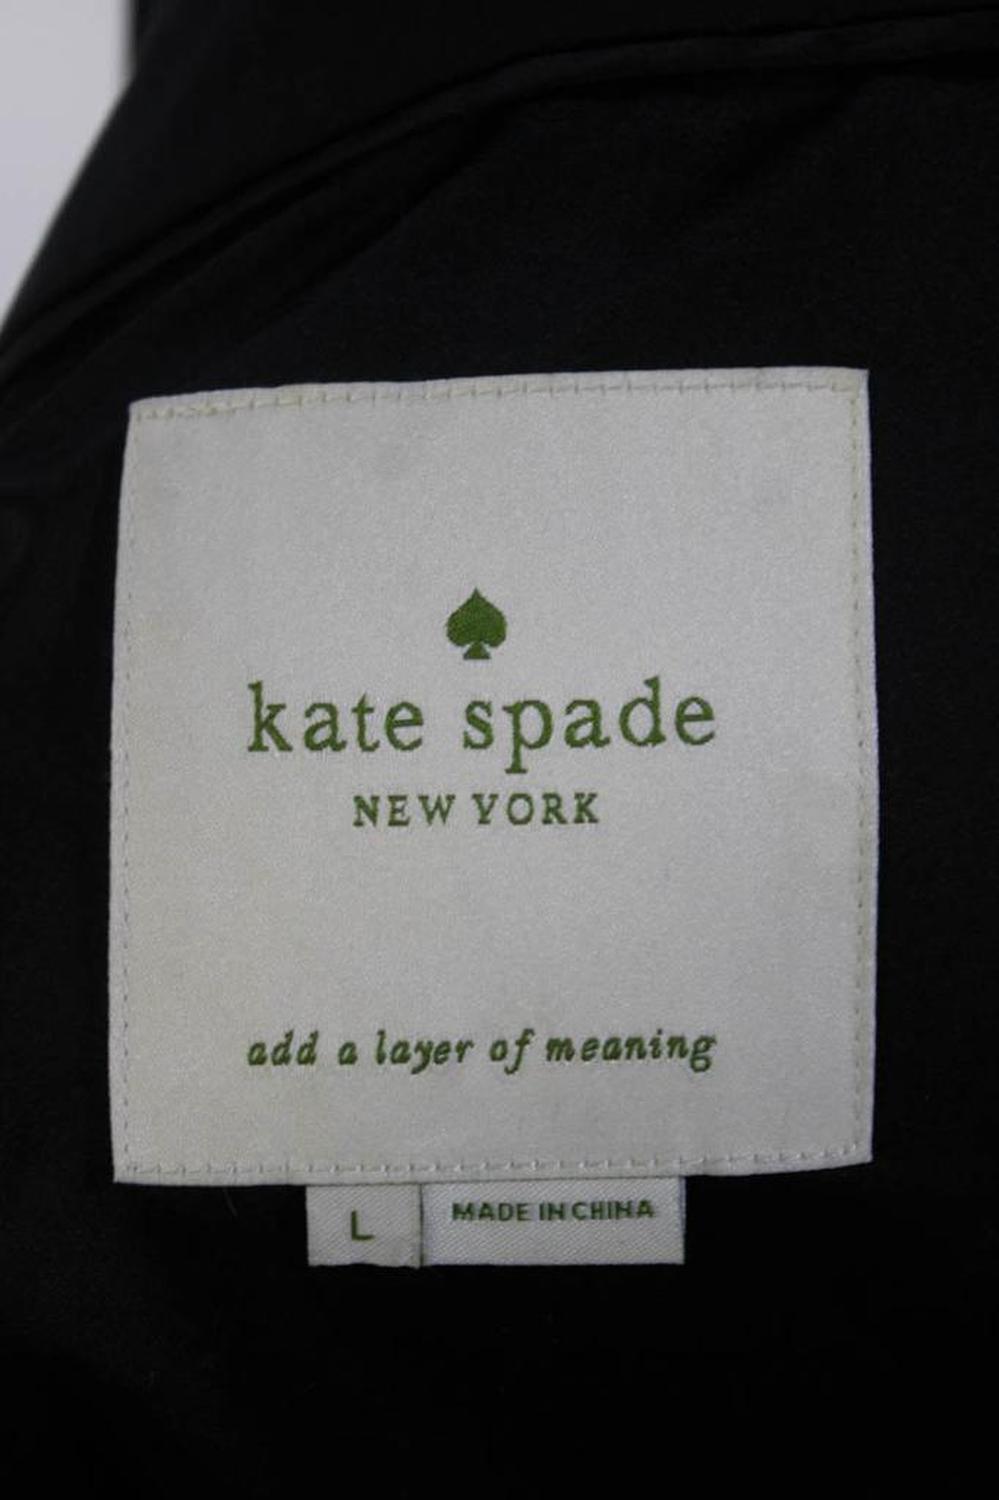 kate spade
NEW YORK
add a layer of meaning
L
MADE IN CHINA